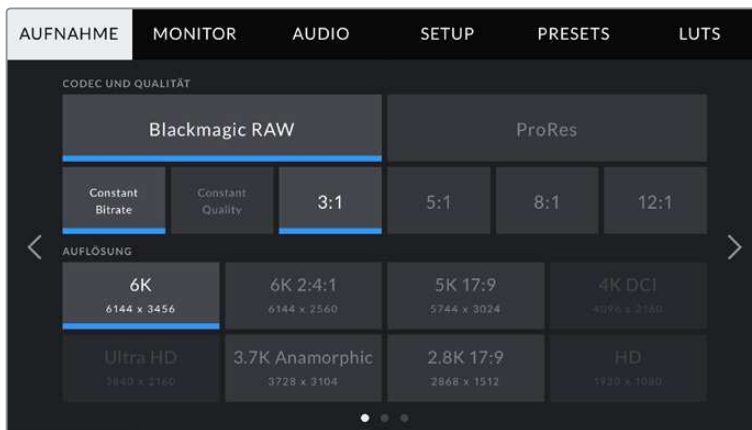 AUFNAHME MONITOR AUDIO SETUP PRESETS LUTS
CODEC UND QUALITÄT
Blackmagic RAW ProRes
Constant Bitrate Constant Quality 3:1 5:1 8:1 12:1
AUFLÖSUNG
6K 6K 2:4:1 5K 17:9 4K DCI
6144 x 3456 6144 x 2560 5744 x 3024 4096 x 2160
Ultra HD 3.7K Anamorphic 2.8K 17:9 HD
3840 x 2160 3728 x 3104 2868 x 1512 1920 x 1080